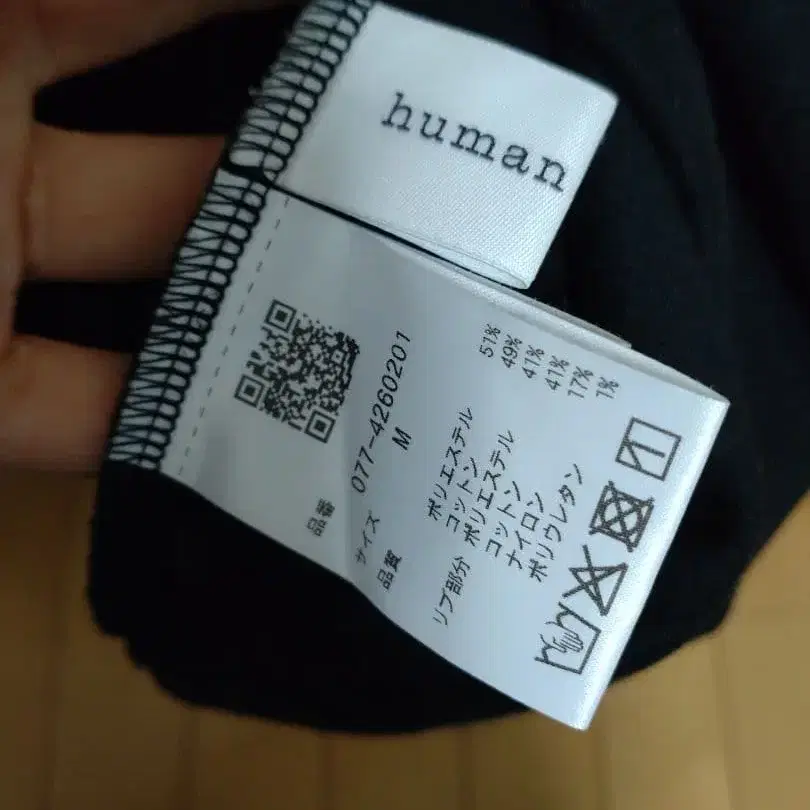 human
品番 077-4260201
サイズ M
品質 ポリエステル 51%
コットン 49%
リブ部分 ポリエステル 41%
コットン 41%
ナイロン 17%
ポリウレタン 1%